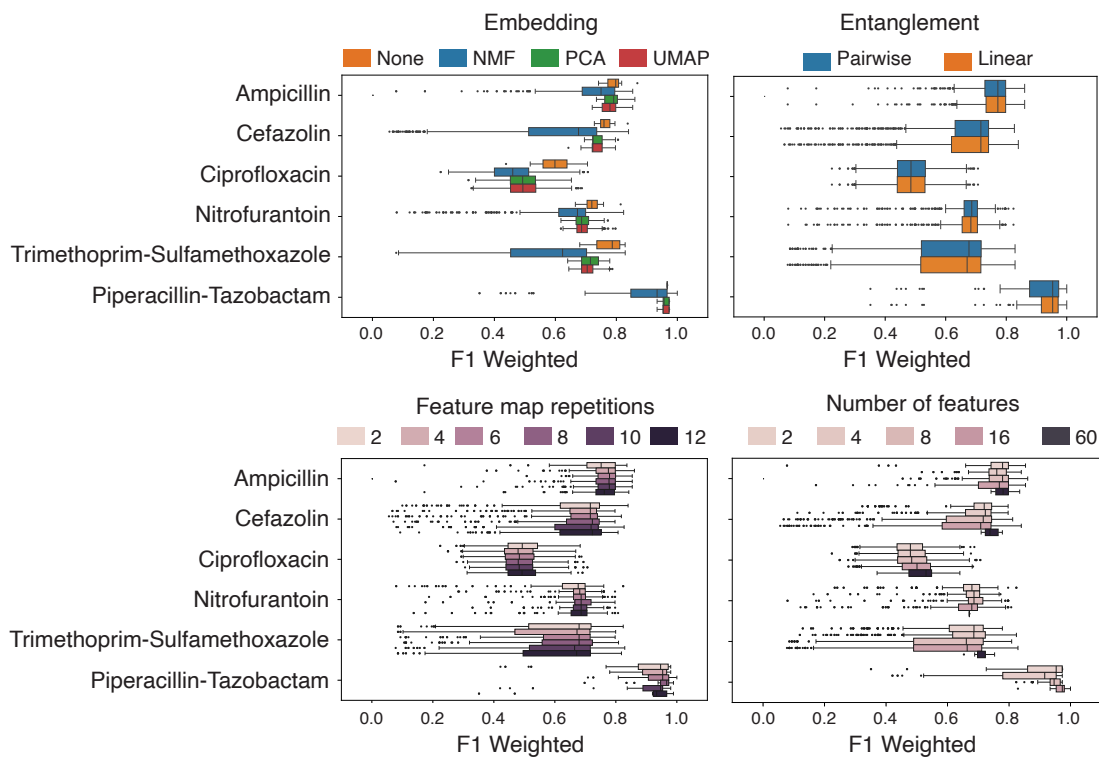 Embedding
None NMF PCA UMAP
Entanglement
Pairwise Linear
Ampicillin
Cefazolin
Ciprofloxacin
Nitrofurantoin
Trimethoprim-Sulfamethoxazole
Piperacillin-Tazobactam
0.0 0.2 0.4 0.6 0.8 1.0
F1 Weighted
0.0 0.2 0.4 0.6 0.8 1.0
F1 Weighted
Feature map repetitions
2 4 6 8 10 12
Number of features
2 4 8 16 60
Ampicillin
Cefazolin
Ciprofloxacin
Nitrofurantoin
Trimethoprim-Sulfamethoxazole
Piperacillin-Tazobactam
0.0 0.2 0.4 0.6 0.8 1.0
F1 Weighted
0.0 0.2 0.4 0.6 0.8 1.0
F1 Weighted